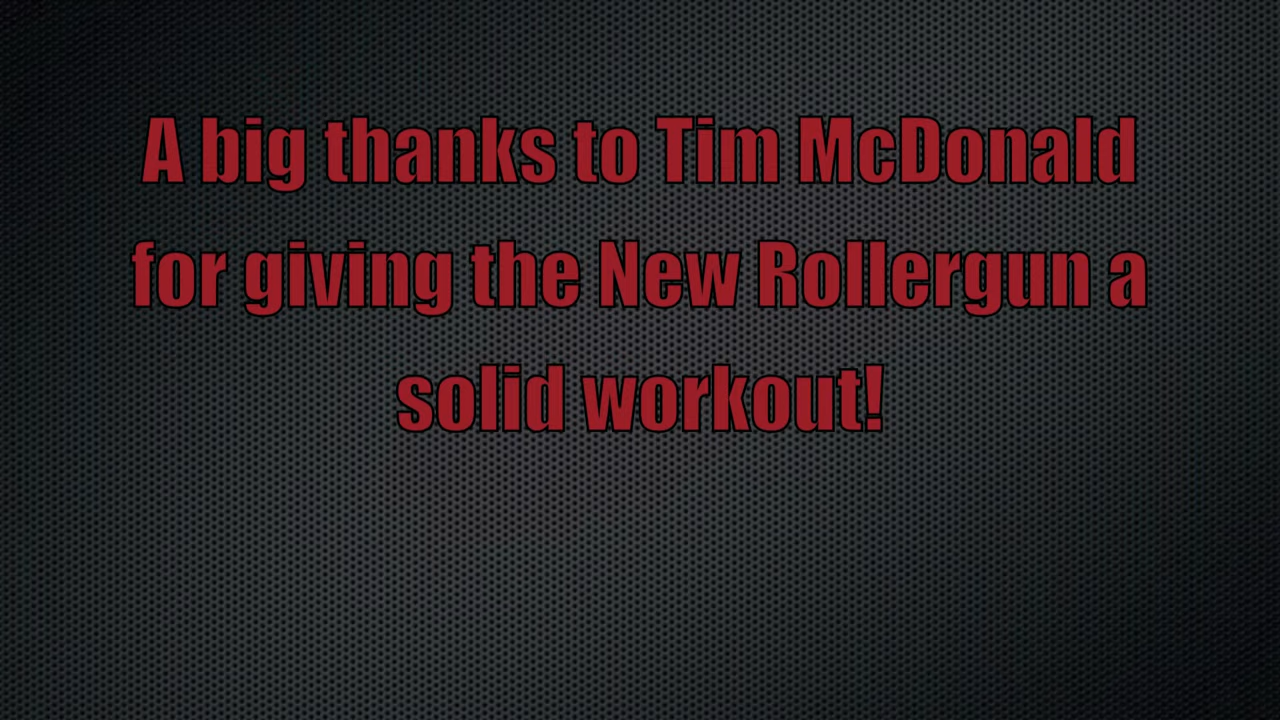 A big thanks to Tim McDonald
for giving the New Rollergun a
solid workout!